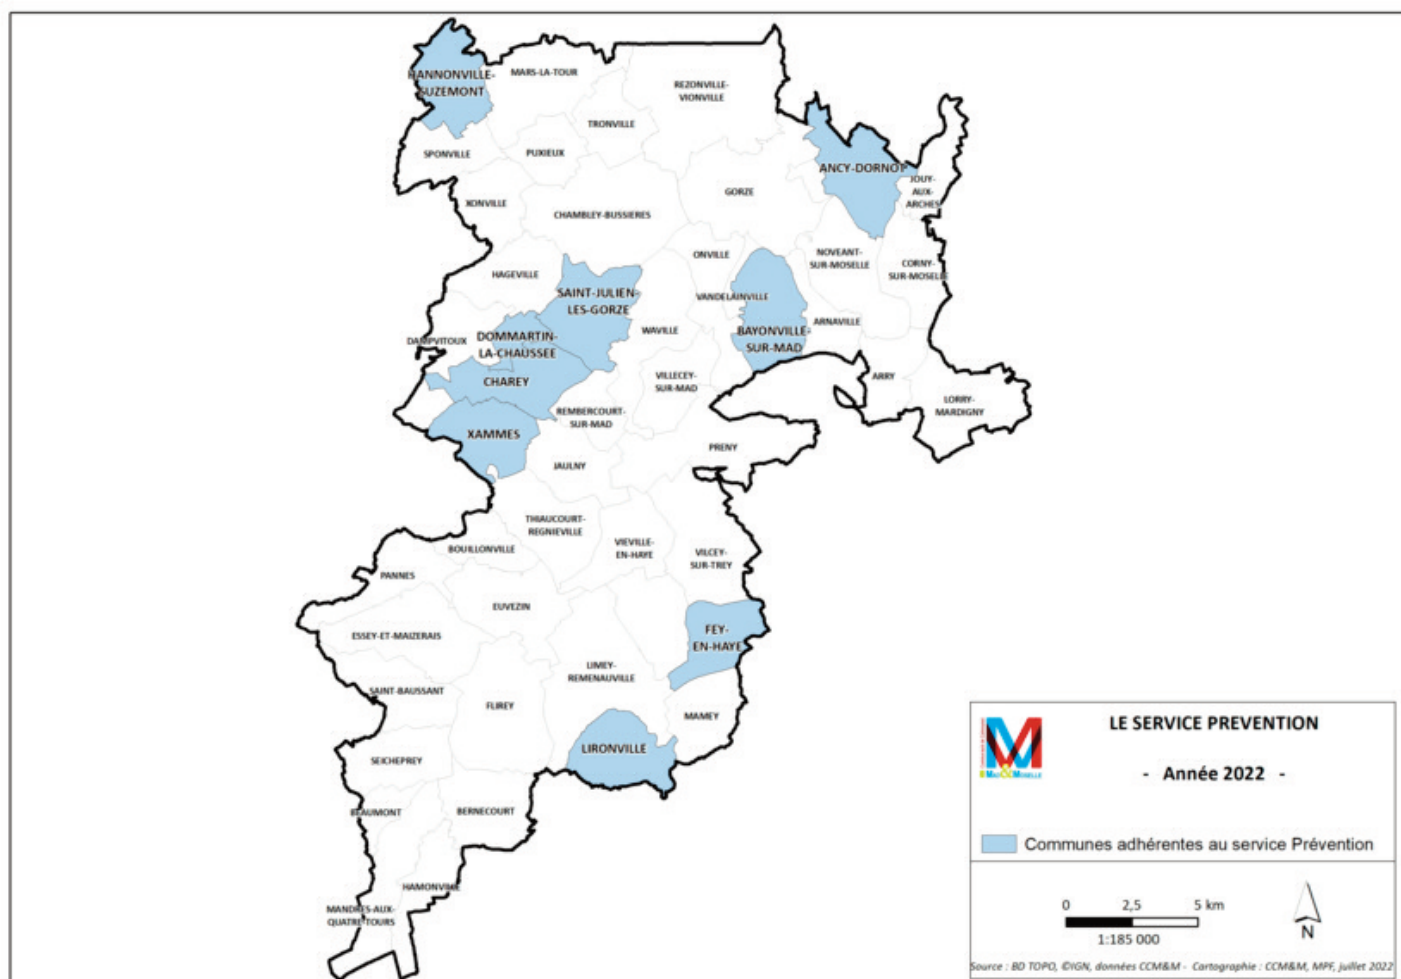 HANNONVILLE-
SUZEMONT
MARS-LA-TOUR
REZONVILLE-
VIONVILLE
TRONVILLE
SPONVILLE
PUXIEUX
ANCY-DORNOT
JOUY-
AUX-
ARCHES
GORZE
XONVILLE
CHAMBLEY-BUSSIERES
ONVILLE
NOVEANT-
SUR-MOSELLE
CORNY-
SUR-MOSELLE
HAGEVILLE
SAINT-JULIEN-
LES-GORZE
VANDELAINVILLE
WAVILLE
BAYONVILLE-
SUR-MAD
ARNAVILLE
DAMPVITOUX
DOMMARTIN-
LA-CHAUSSEE
CHAREY
VILLECEY-
SUR-MAD
ARRY
LORRY-
MARDIGNY
REMBERCOURT-
SUR-MAD
XAMMES
PRENY
JAULNY
THIAUCOURT-
REGNIEVILLE
BOUILLONVILLE
VIEVILLE-
EN-HAYE
VILCEY-
SUR-TREY
PANNES
EUVEZIN
ESSEY-ET-MAIZERAIS
FEY-
EN-HAYE
LIMEY-
REMENAUVILLE
SAINT-BAUSSANT
FLIREY
MAMEY
LIRONVILLE
SEICHEPREY
BEAUMONT
BERNECOURT
HAMONVILLE
MANDRES-AUX-
QUATRE-TOURS
LE SERVICE PREVENTION
- Année 2022 -
MAD & MOSELLE
Communes adhérentes au service Prévention
0 2,5 5 km
1:185 000
N
Source : BD TOPO, ©IGN, données CCM&M - Cartographie : CCM&M, MPF, juillet 2022